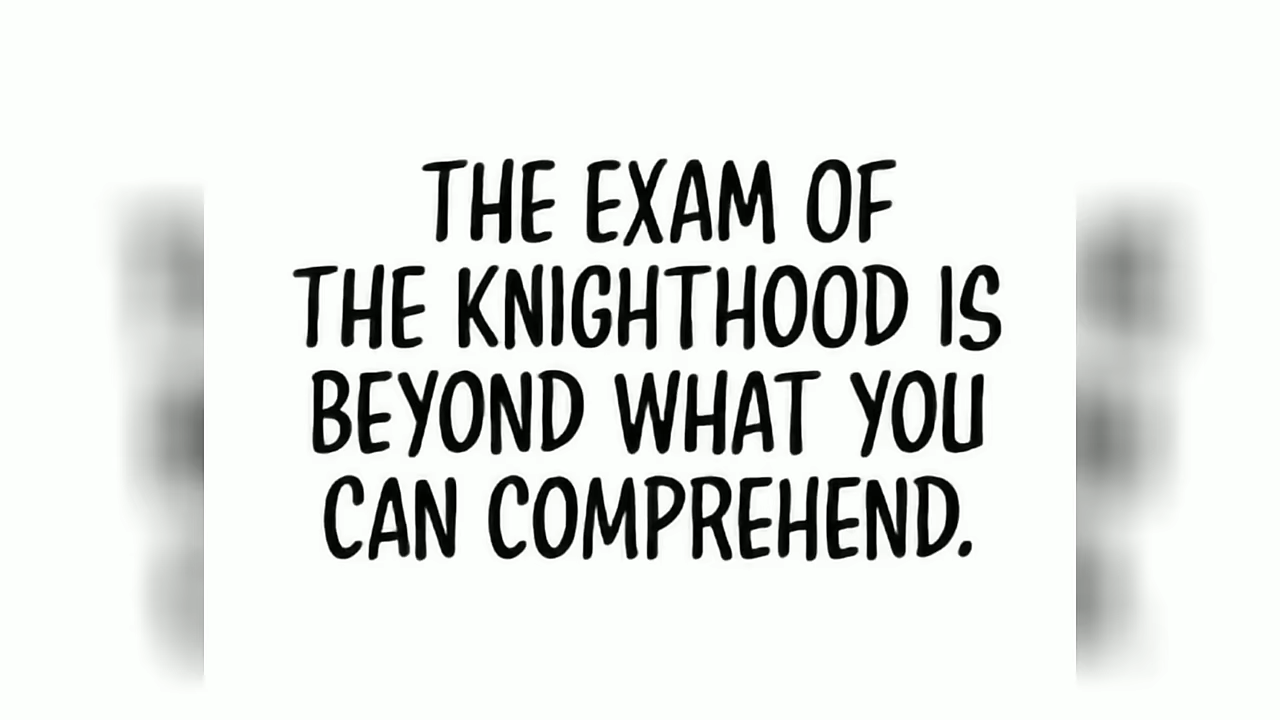 THE EXAM OF
THE KNIGHTHOOD IS
BEYOND WHAT YOU
CAN COMPREHEND.